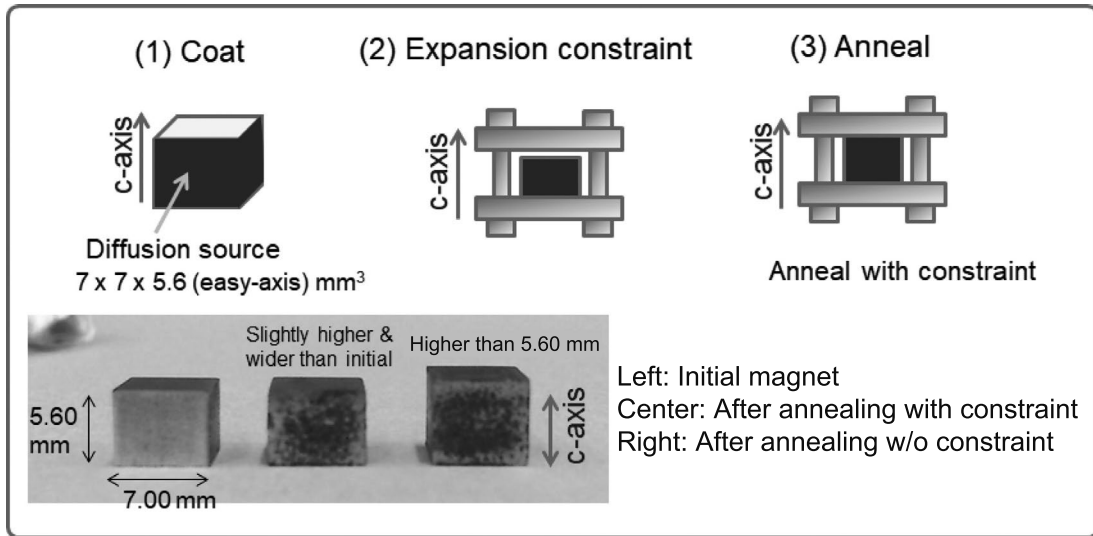 (1) Coat
(2) Expansion constraint
(3) Anneal
c-axis
c-axis
c-axis
Diffusion source
7 x 7 x 5.6 (easy-axis) mm³
Anneal with constraint
Slightly higher &
wider than initial
Higher than 5.60 mm
5.60
mm
7.00 mm
c-axis
Left: Initial magnet
Center: After annealing with constraint
Right: After annealing w/o constraint